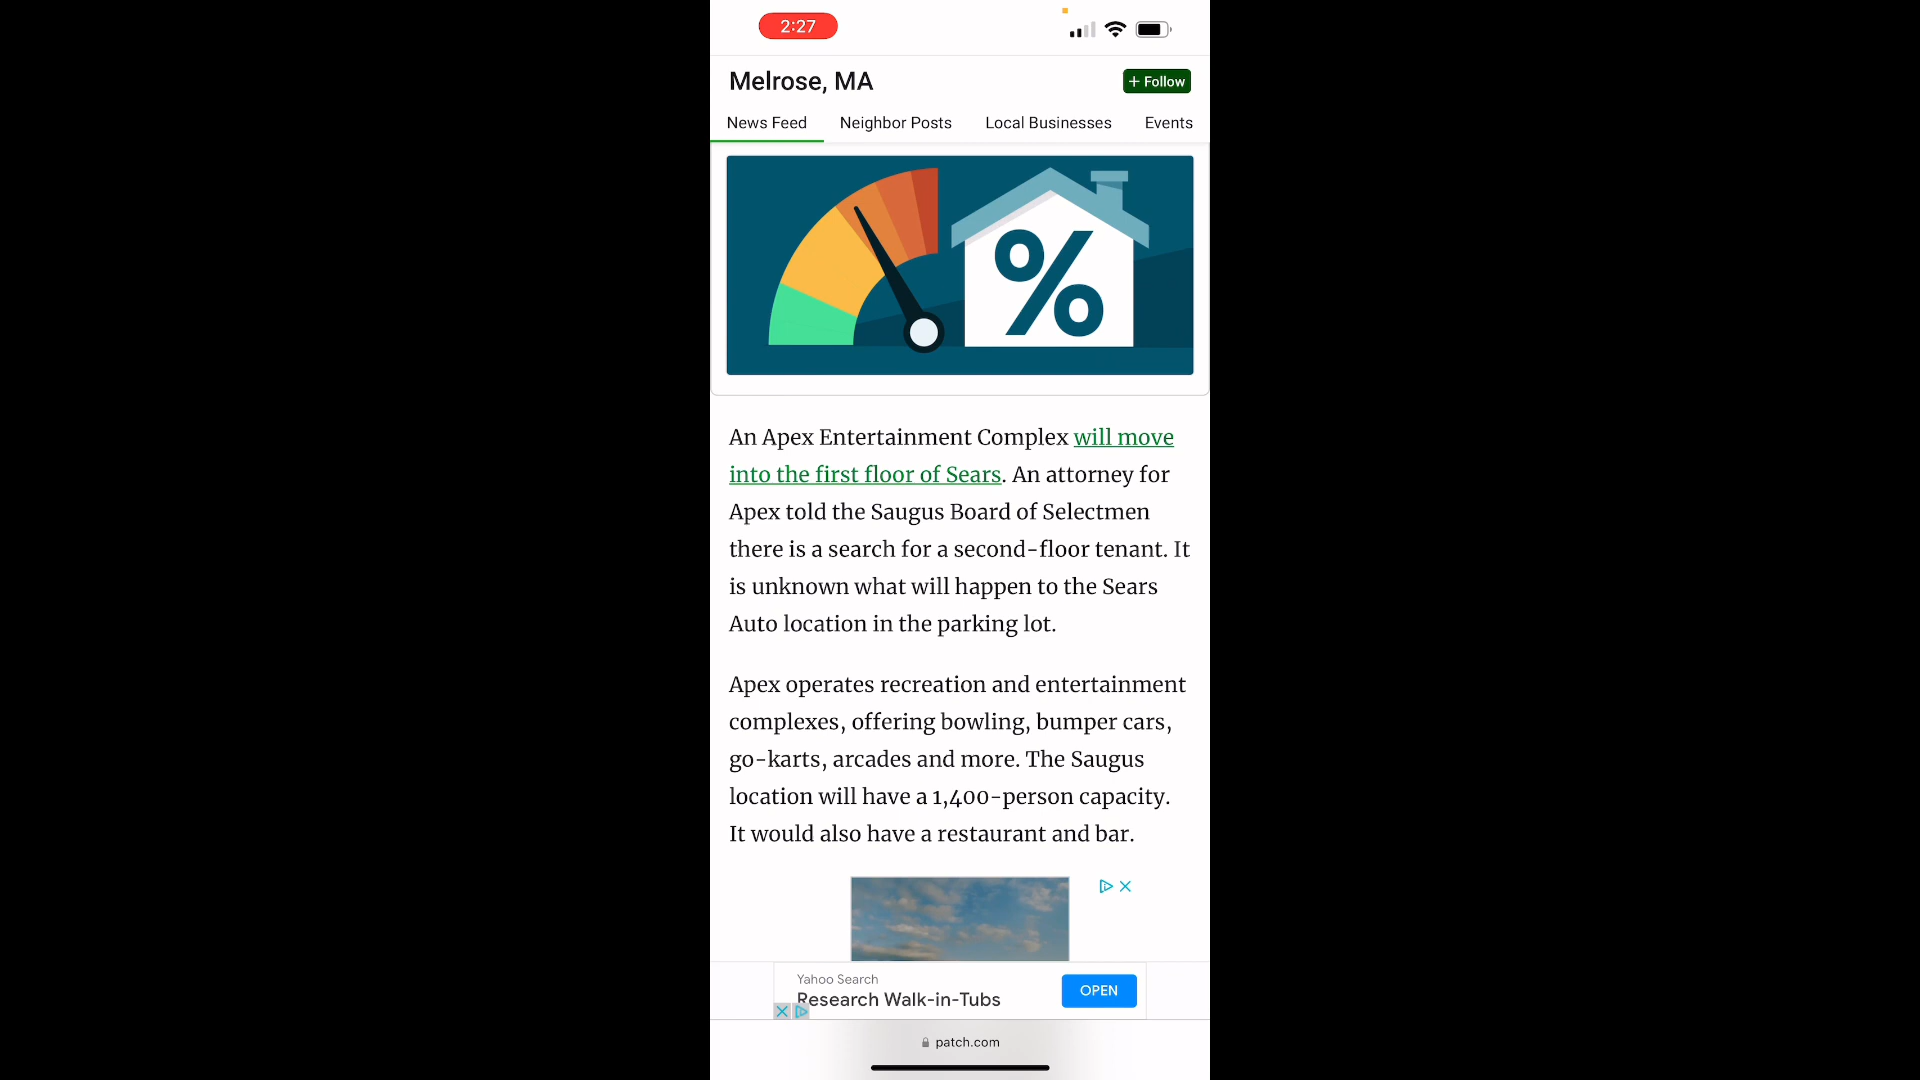 2:27
Melrose, MA
+ Follow
News Feed Neighbor Posts Local Businesses Events
%
An Apex Entertainment Complex will move
into the first floor of Sears. An attorney for
Apex told the Saugus Board of Selectmen
there is a search for a second-floor tenant. It
is unknown what will happen to the Sears
Auto location in the parking lot.
Apex operates recreation and entertainment
complexes, offering bowling, bumper cars,
go-karts, arcades and more. The Saugus
location will have a 1,400-person capacity.
It would also have a restaurant and bar.
Yahoo Search
Research Walk-in-Tubs
OPEN
patch.com